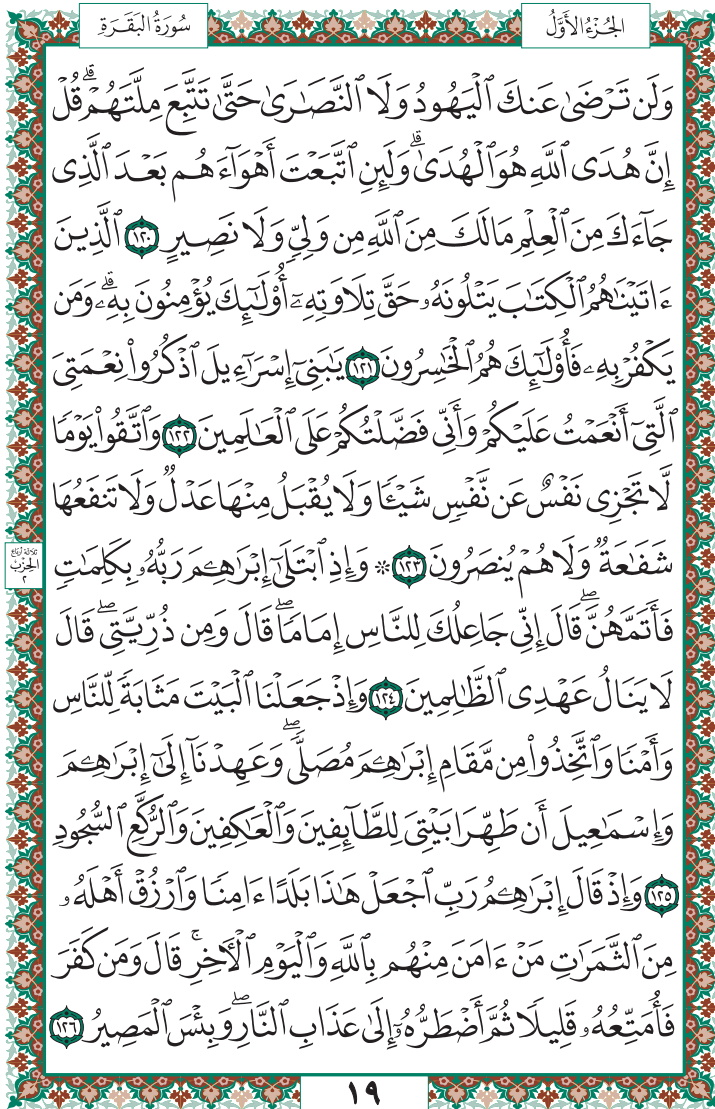 الجُزْءُ الأَوَّلُ
سُورَةُ البَقَرَةِ
وَلَن تَرْضَىٰ عَنكَ ٱلْيَهُودُ وَلَا ٱلنَّصَٰرَىٰ حَتَّىٰ تَتَّبِعَ مِلَّتَهُمْۗ قُلْ
إِنَّ هُدَى ٱللَّهِ هُوَ ٱلْهُدَىٰۗ وَلَئِنِ ٱتَّبَعْتَ أَهْوَآءَهُم بَعْدَ ٱلَّذِى
جَآءَكَ مِنَ ٱلْعِلْمِ مَا لَكَ مِنَ ٱللَّهِ مِن وَلِىٍّ وَلَا نَصِيرٍ ١٢٠ ٱلَّذِينَ
ءَاتَيْنَٰهُمُ ٱلْكِتَٰبَ يَتْلُونَهُۥ حَقَّ تِلَاوَتِهِۦٓ أُو۟لَٰٓئِكَ يُؤْمِنُونَ بِهِۦۗ وَمَن
يَكْفُرْ بِهِۦ فَأُو۟لَٰٓئِكَ هُمُ ٱلْخَٰسِرُونَ ١٢١ يَٰبَنِىٓ إِسْرَٰٓءِيلَ ٱذْكُرُوا۟ نِعْمَتِىَ
ٱلَّتِىٓ أَنْعَمْتُ عَلَيْكُمْ وَأَنِّى فَضَّلْتُكُمْ عَلَى ٱلْعَٰلَمِينَ ١٢٢ وَٱتَّقُوا۟ يَوْمًا
لَّا تَجْزِى نَفْسٌ عَن نَّفْسٍ شَيْـًٔا وَلَا يُقْبَلُ مِنْهَا عَدْلٌ وَلَا تَنفَعُهَا
شَفَٰعَةٌ وَلَا هُمْ يُنصَرُونَ ١٢٣ ۞ وَإِذِ ٱبْتَلَىٰٓ إِبْرَٰهِـۧمَ رَبُّهُۥ بِكَلِمَٰتٍ
فَأَتَمَّهُنَّۖ قَالَ إِنِّى جَاعِلُكَ لِلنَّاسِ إِمَامًاۖ قَالَ وَمِن ذُرِّيَّتِىۖ قَالَ
لَا يَنَالُ عَهْدِى ٱلظَّٰلِمِينَ ١٢٤ وَإِذْ جَعَلْنَا ٱلْبَيْتَ مَثَابَةً لِّلنَّاسِ
وَأَمْنًا وَٱتَّخِذُوا۟ مِن مَّقَامِ إِبْرَٰهِـۧمَ مُصَلًّىۖ وَعَهِدْنَآ إِلَىٰٓ إِبْرَٰهِـۧمَ
وَإِسْمَٰعِيلَ أَن طَهِّرَا بَيْتِىَ لِلطَّآئِفِينَ وَٱلْعَٰكِفِينَ وَٱلرُّكَّعِ ٱلسُّجُودِ
١٢٥ وَإِذْ قَالَ إِبْرَٰهِـۧمُ رَبِّ ٱجْعَلْ هَٰذَا بَلَدًا ءَامِنًا وَٱرْزُقْ أَهْلَهُۥ
مِنَ ٱلثَّمَرَٰتِ مَنْ ءَامَنَ مِنْهُم بِٱللَّهِ وَٱلْيَوْمِ ٱلْـَٔاخِرِۚ قَالَ وَمَن كَفَرَ
فَأُمَتِّعُهُۥ قَلِيلًا ثُمَّ أَضْطَرُّهُۥٓ إِلَىٰ عَذَابِ ٱلنَّارِۖ وَبِئْسَ ٱلْمَصِيرُ ١٢٦
ثلاثة أرباع
الحزب
٢
١٩